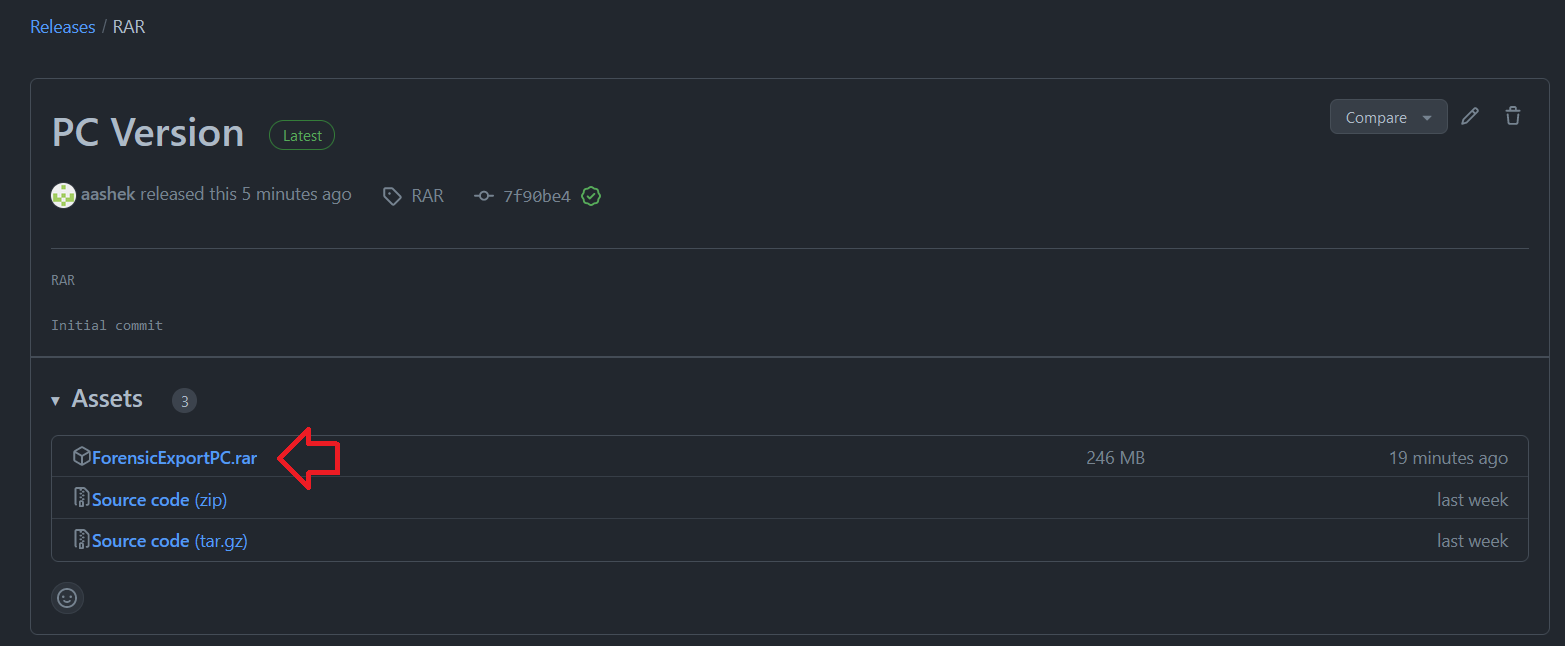 Releases / RAR
PC Version Latest
Compare
aashek released this 5 minutes ago RAR 7f90be4
RAR
Initial commit
Assets 3
ForensicExportPC.rar 246 MB 19 minutes ago
Source code (zip) last week
Source code (tar.gz) last week